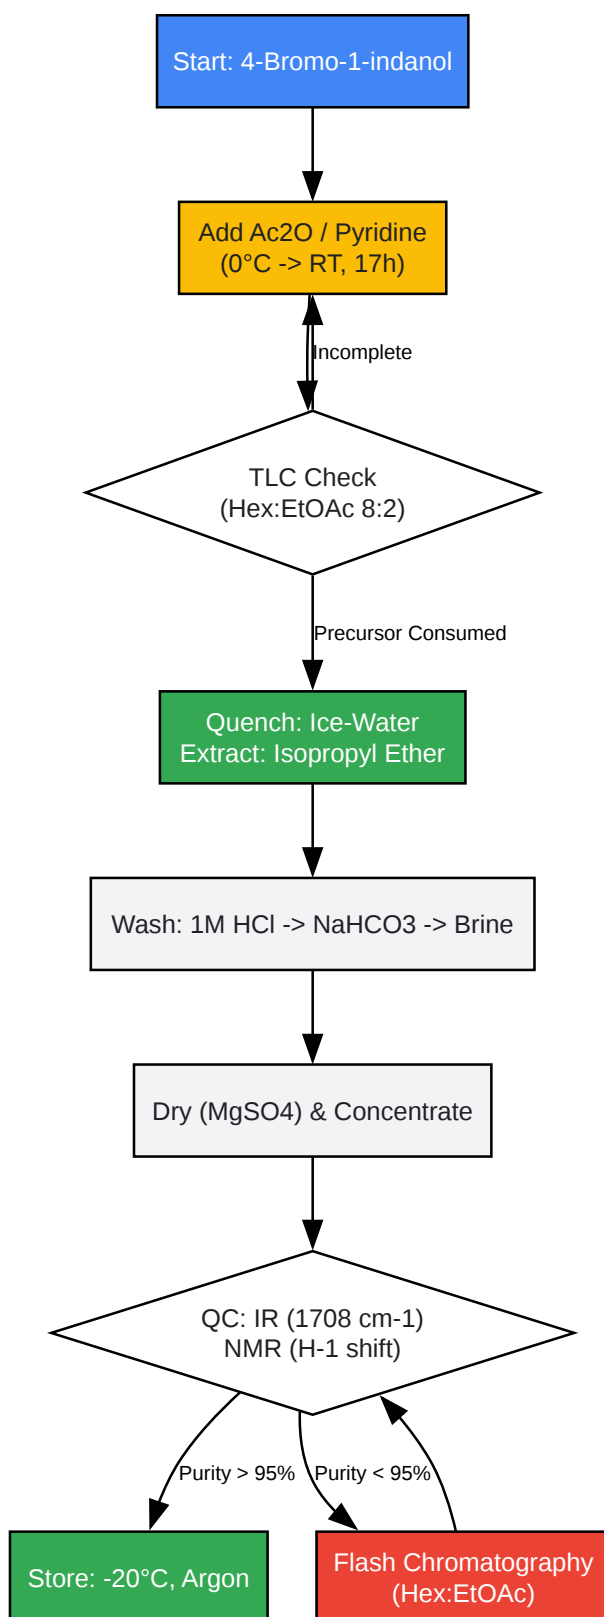 Start: 4-Bromo-1-indanol
Add Ac2O / Pyridine
(0°C -> RT, 17h)
Incomplete
TLC Check
(Hex:EtOAc 8:2)
Precursor Consumed
Quench: Ice-Water
Extract: Isopropyl Ether
Wash: 1M HCl -> NaHCO3 -> Brine
Dry (MgSO4) & Concentrate
QC: IR (1708 cm-1)
NMR (H-1 shift)
Purity > 95%
Purity < 95%
Store: -20°C, Argon
Flash Chromatography
(Hex:EtOAc)